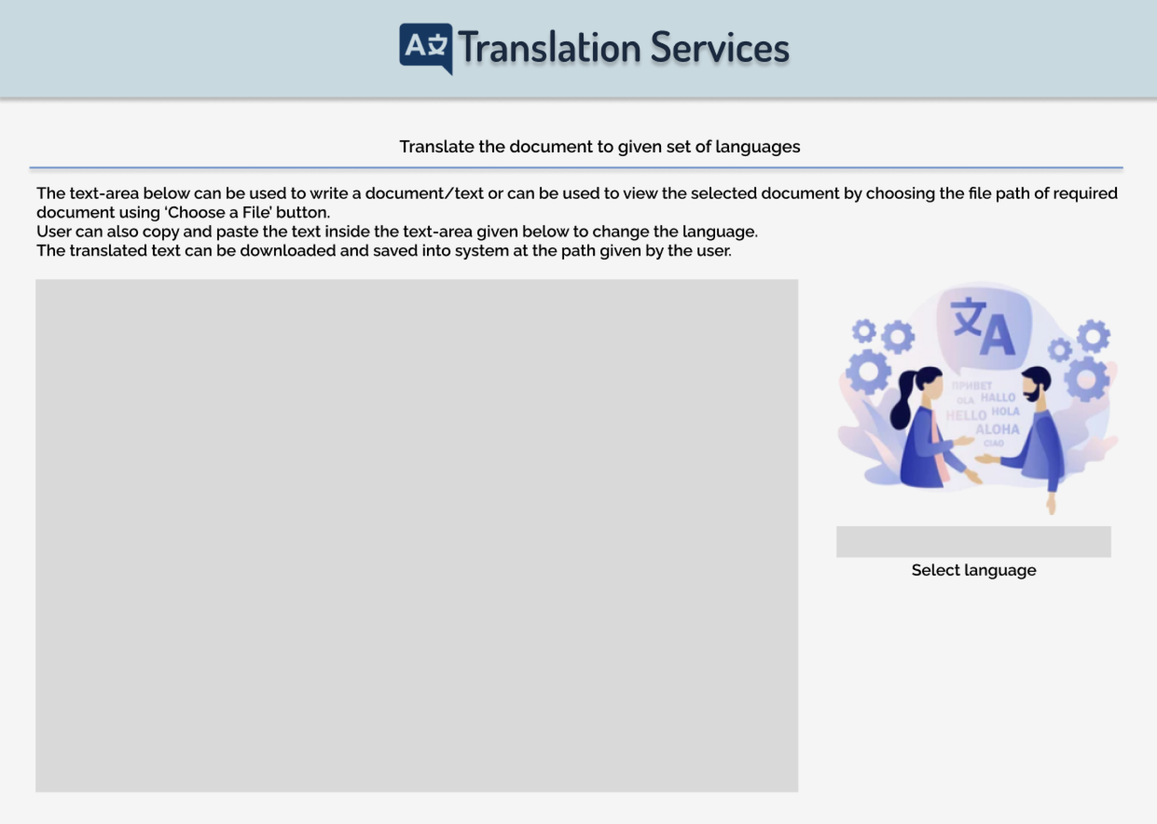 A文 Translation Services
Translate the document to given set of languages
The text-area below can be used to write a document/text or can be used to view the selected document by choosing the file path of required
document using ‘Choose a File’ button.
User can also copy and paste the text inside the text-area given below to change the language.
The translated text can be downloaded and saved into system at the path given by the user.
文A
ПРИВЕТ
OLA HALLO
HELLO HOLA
ALOHA
CIAO
Select language